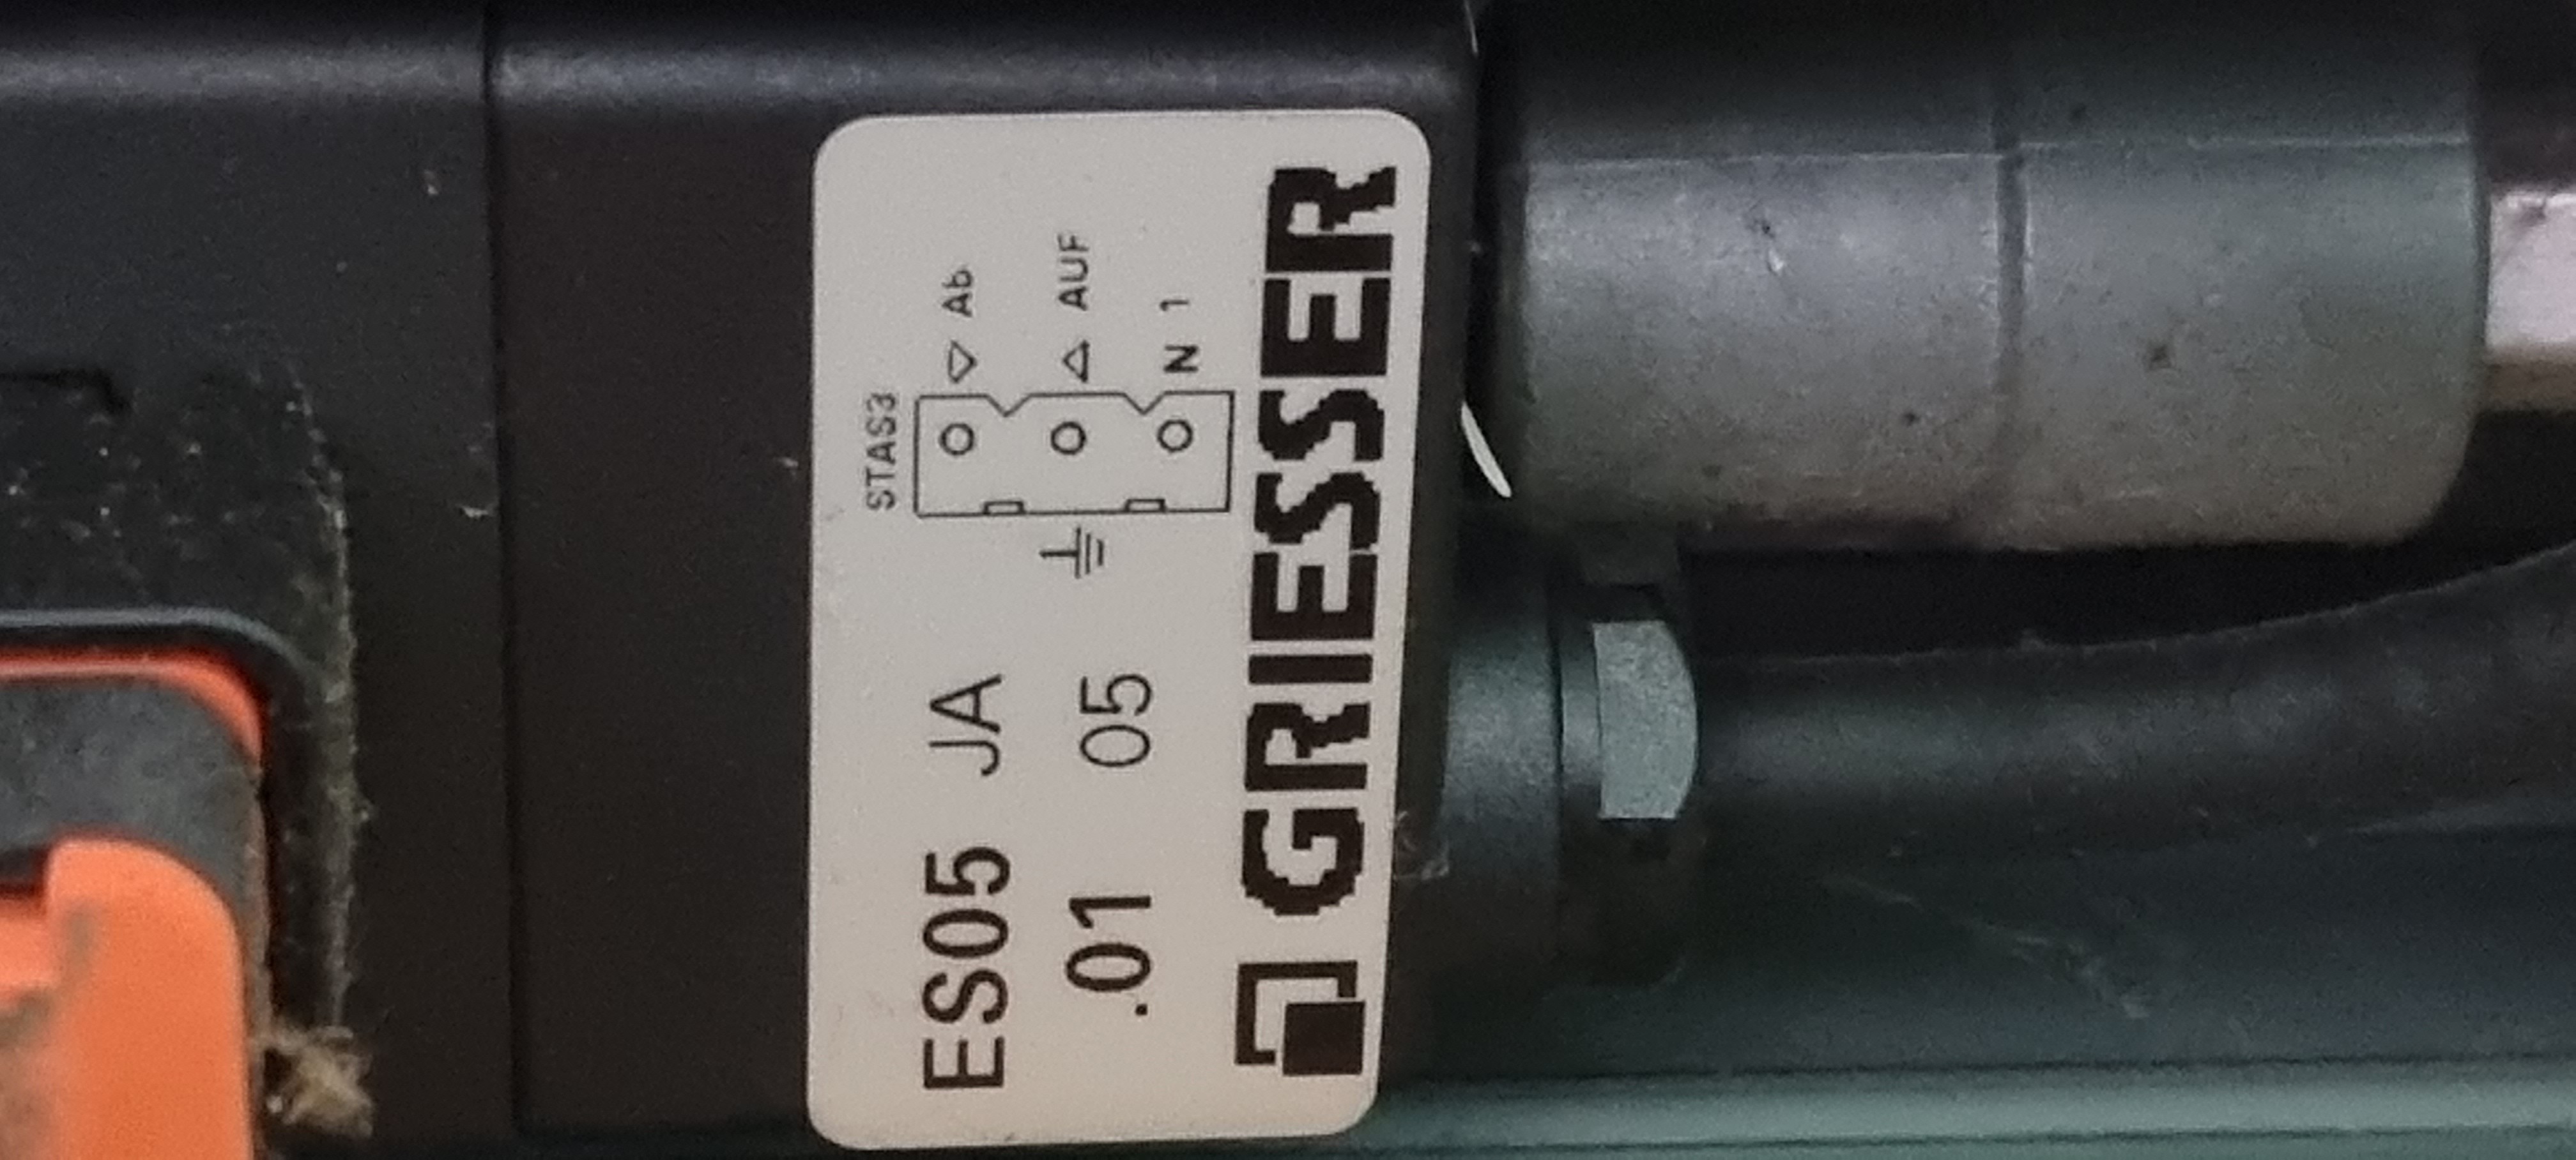 STAS3
▽ Ab
△ AUF
N 1
ES05 JA
.01 05
GRIESSER